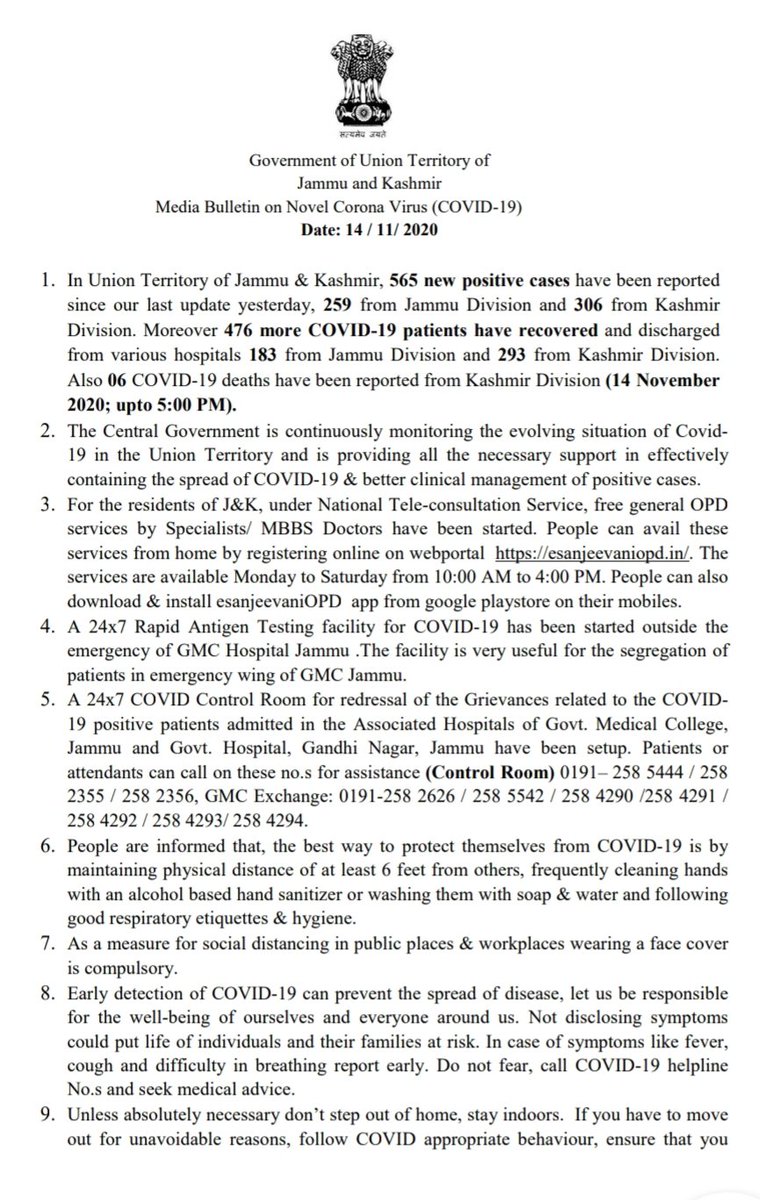 सत्यमेव जयते
Government of Union Territory of
Jammu and Kashmir
Media Bulletin on Novel Corona Virus (COVID-19)
Date: 14 / 11/ 2020
1. In Union Territory of Jammu & Kashmir, 565 new positive cases have been reported
since our last update yesterday, 259 from Jammu Division and 306 from Kashmir
Division. Moreover 476 more COVID-19 patients have recovered and discharged
from various hospitals 183 from Jammu Division and 293 from Kashmir Division.
Also 06 COVID-19 deaths have been reported from Kashmir Division (14 November
2020; upto 5:00 PM).
2. The Central Government is continuously monitoring the evolving situation of Covid-
19 in the Union Territory and is providing all the necessary support in effectively
containing the spread of COVID-19 & better clinical management of positive cases.
3. For the residents of J&K, under National Tele-consultation Service, free general OPD
services by Specialists/ MBBS Doctors have been started. People can avail these
services from home by registering online on webportal https://esanjeevaniopd.in/. The
services are available Monday to Saturday from 10:00 AM to 4:00 PM. People can also
download & install esanjeevaniOPD app from google playstore on their mobiles.
4. A 24x7 Rapid Antigen Testing facility for COVID-19 has been started outside the
emergency of GMC Hospital Jammu .The facility is very useful for the segregation of
patients in emergency wing of GMC Jammu.
5. A 24x7 COVID Control Room for redressal of the Grievances related to the COVID-
19 positive patients admitted in the Associated Hospitals of Govt. Medical College,
Jammu and Govt. Hospital, Gandhi Nagar, Jammu have been setup. Patients or
attendants can call on these no.s for assistance (Control Room) 0191– 258 5444 / 258
2355 / 258 2356, GMC Exchange: 0191-258 2626 / 258 5542 / 258 4290 /258 4291 /
258 4292 / 258 4293/ 258 4294.
6. People are informed that, the best way to protect themselves from COVID-19 is by
maintaining physical distance of at least 6 feet from others, frequently cleaning hands
with an alcohol based hand sanitizer or washing them with soap & water and following
good respiratory etiquettes & hygiene.
7. As a measure for social distancing in public places & workplaces wearing a face cover
is compulsory.
8. Early detection of COVID-19 can prevent the spread of disease, let us be responsible
for the well-being of ourselves and everyone around us. Not disclosing symptoms
could put life of individuals and their families at risk. In case of symptoms like fever,
cough and difficulty in breathing report early. Do not fear, call COVID-19 helpline
No.s and seek medical advice.
9. Unless absolutely necessary don’t step out of home, stay indoors. If you have to move
out for unavoidable reasons, follow COVID appropriate behaviour, ensure that you